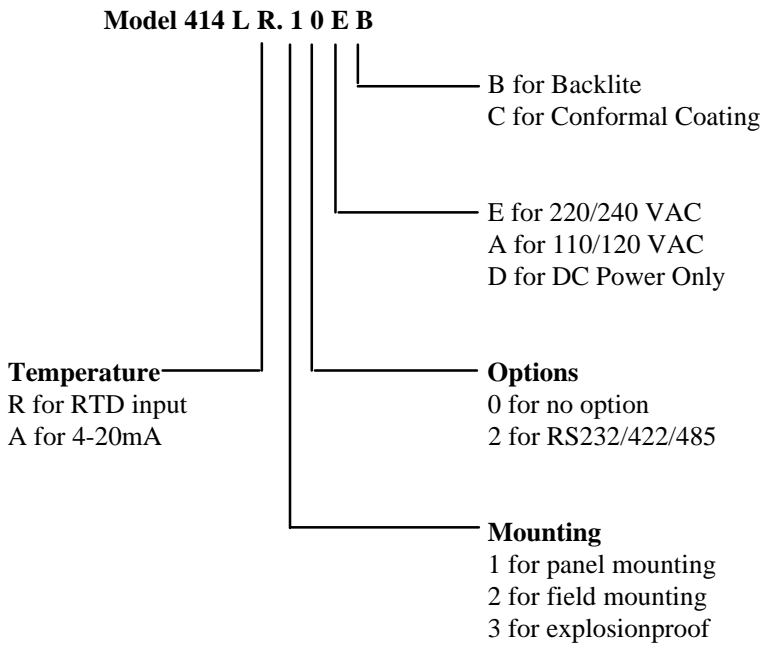 Model 414 L R. 1 0 E B
B for Backlite
C for Conformal Coating
E for 220/240 VAC
A for 110/120 VAC
D for DC Power Only
Temperature
R for RTD input
A for 4-20mA
Options
0 for no option
2 for RS232/422/485
Mounting
1 for panel mounting
2 for field mounting
3 for explosionproof